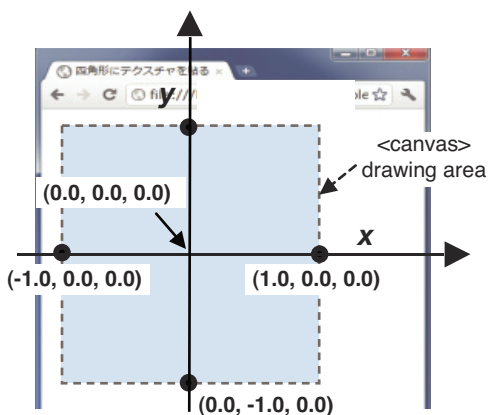 四角形にテクスチャを貼る ×
y
file:///
ple
<canvas>
drawing area
(0.0, 0.0, 0.0)
x
(-1.0, 0.0, 0.0)
(1.0, 0.0, 0.0)
(0.0, -1.0, 0.0)